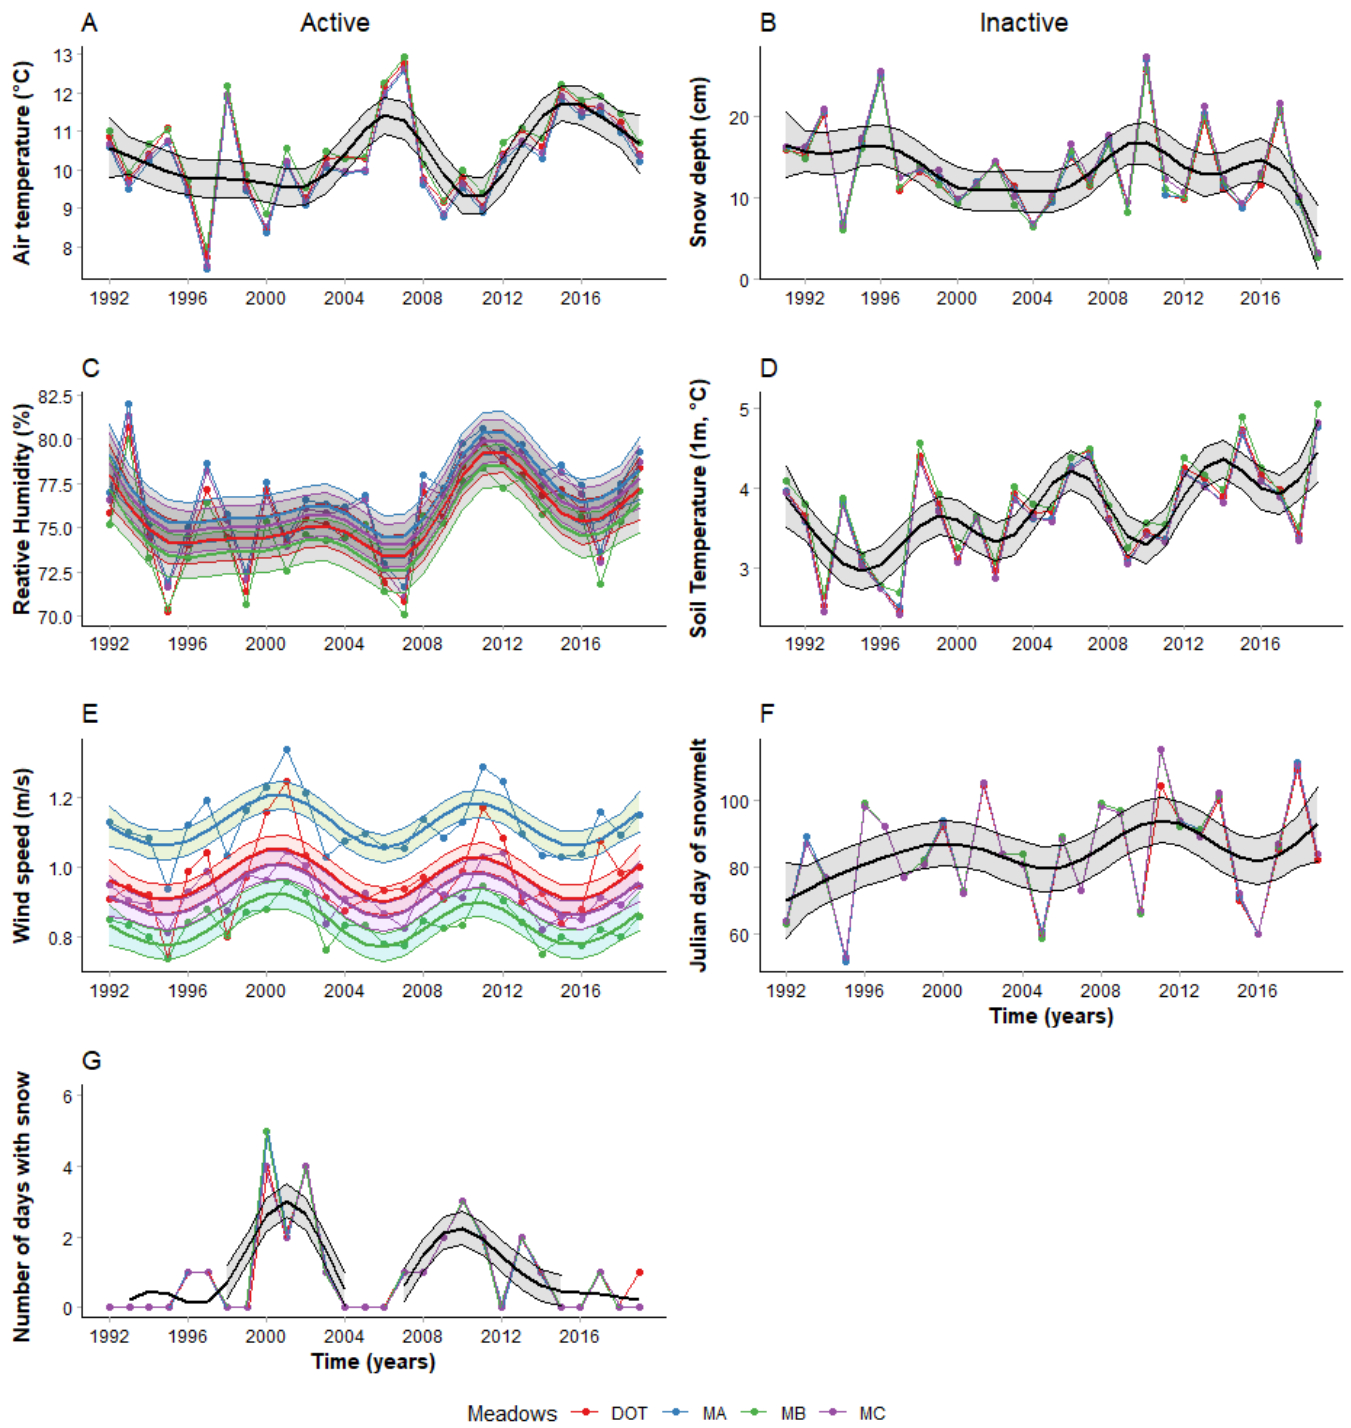 A Active
B Inactive
Air temperature (°C)
13
12
11
10
9
8
1992 1996 2000 2004 2008 2012 2016
Snow depth (cm)
20
10
0
1992 1996 2000 2004 2008 2012 2016
C
Reative Humidity (%)
82.5
80.0
77.5
75.0
72.5
70.0
1992 1996 2000 2004 2008 2012 2016
D
Soil Temperature (1m, °C)
5
4
3
1992 1996 2000 2004 2008 2012 2016
E
Wind speed (m/s)
1.2
1.0
0.8
1992 1996 2000 2004 2008 2012 2016
F
Julian day of snowmelt
100
80
60
1992 1996 2000 2004 2008 2012 2016
Time (years)
G
Number of days with snow
6
4
2
0
1992 1996 2000 2004 2008 2012 2016
Time (years)
Meadows DOT MA MB MC